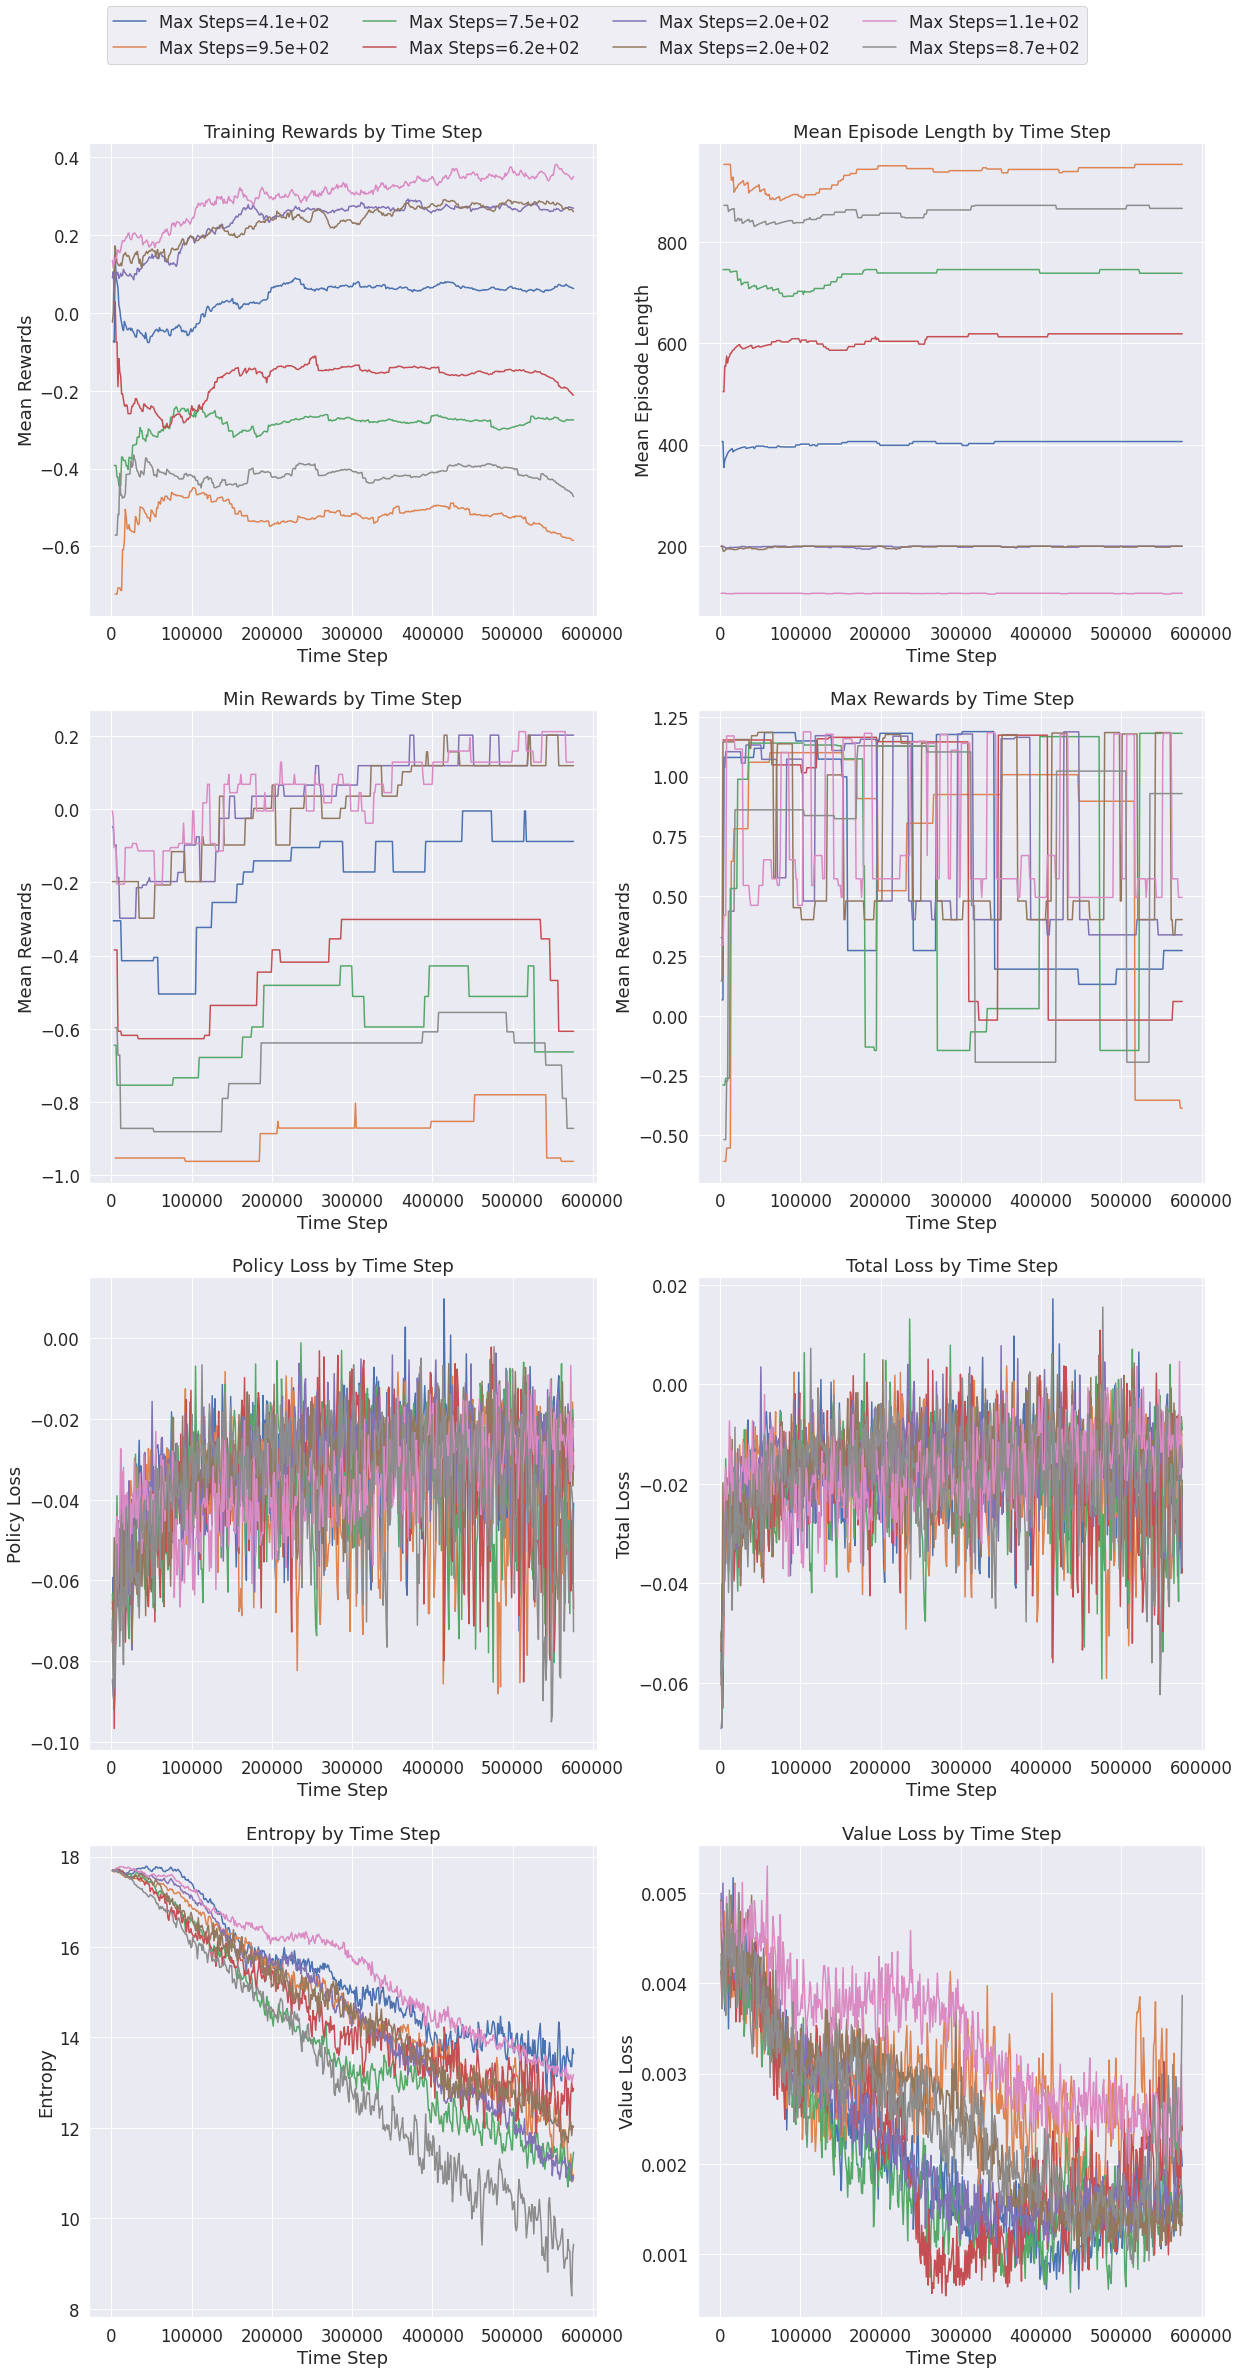 Max Steps=4.1e+02 Max Steps=7.5e+02 Max Steps=2.0e+02 Max Steps=1.1e+02
Max Steps=9.5e+02 Max Steps=6.2e+02 Max Steps=2.0e+02 Max Steps=8.7e+02
Training Rewards by Time Step
0.4
0.2
0.0
−0.2
−0.4
−0.6
Mean Rewards
0 100000 200000 300000 400000 500000 600000
Time Step
Mean Episode Length by Time Step
800
600
400
200
Mean Episode Length
0 100000 200000 300000 400000 500000 600000
Time Step
Min Rewards by Time Step
0.2
0.0
−0.2
−0.4
−0.6
−0.8
−1.0
Mean Rewards
0 100000 200000 300000 400000 500000 600000
Time Step
Max Rewards by Time Step
1.25
1.00
0.75
0.50
0.25
0.00
−0.25
−0.50
Mean Rewards
0 100000 200000 300000 400000 500000 600000
Time Step
Policy Loss by Time Step
0.00
−0.02
−0.04
−0.06
−0.08
−0.10
Policy Loss
0 100000 200000 300000 400000 500000 600000
Time Step
Total Loss by Time Step
0.02
0.00
−0.02
−0.04
−0.06
Total Loss
0 100000 200000 300000 400000 500000 600000
Time Step
Entropy by Time Step
18
16
14
12
10
8
Entropy
0 100000 200000 300000 400000 500000 600000
Time Step
Value Loss by Time Step
0.005
0.004
0.003
0.002
0.001
Value Loss
0 100000 200000 300000 400000 500000 600000
Time Step